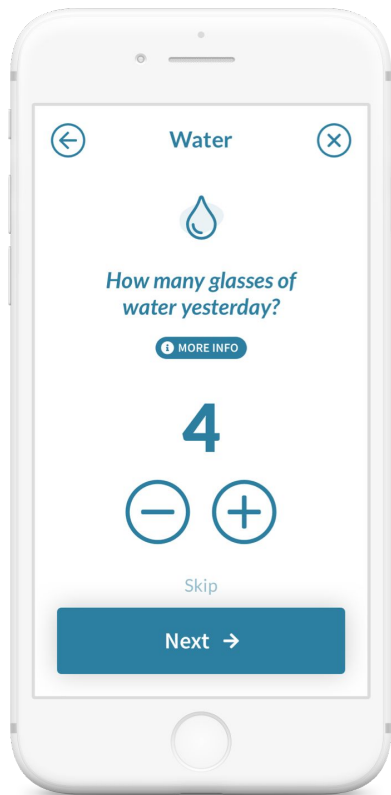 Water
How many glasses of
water yesterday?
i MORE INFO
4
Skip
Next →